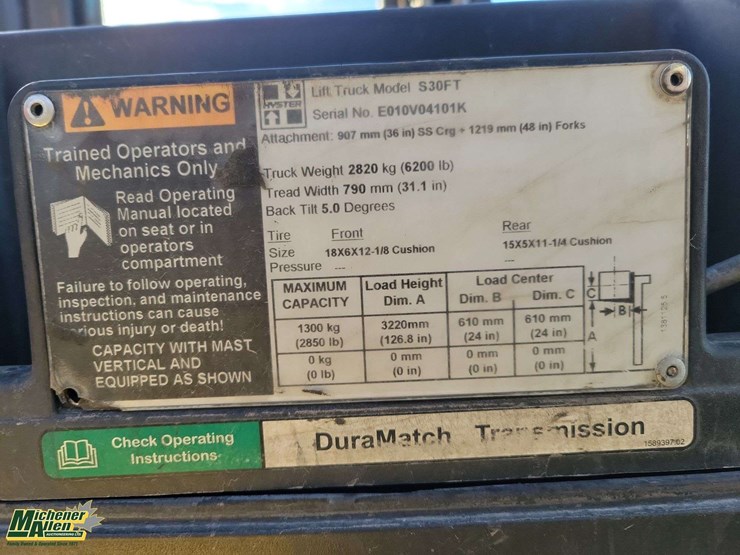 WARNING
Trained Operators and
Mechanics Only
Read Operating
Manual located
on seat or in
operators
compartment
Failure to follow operating,
inspection, and maintenance
instructions can cause
serious injury or death!
CAPACITY WITH MAST
VERTICAL AND
EQUIPPED AS SHOWN
HYSTER
Lift Truck Model S30FT
Serial No. E010V04101K
Attachment: 907 mm (36 in) SS Crg + 1219 mm (48 in) Forks
Truck Weight 2820 kg (6200 lb)
Tread Width 790 mm (31.1 in)
Back Tilt 5.0 Degrees
Tire Front Rear
Size 18X6X12-1/8 Cushion 15X5X11-1/4 Cushion
Pressure --- ---
MAXIMUM CAPACITY Load Height Dim. A Load Center Dim. B Dim. C
1300 kg 3220mm 610 mm 610 mm
(2850 lb) (126.8 in) (24 in) (24 in)
0 kg 0 mm 0 mm 0 mm
(0 lb) (0 in) (0 in) (0 in)
C
B
A
Check Operating
Instructions
DuraMatch Transmission
Michener
Allen
AUCTIONEERING LTD.